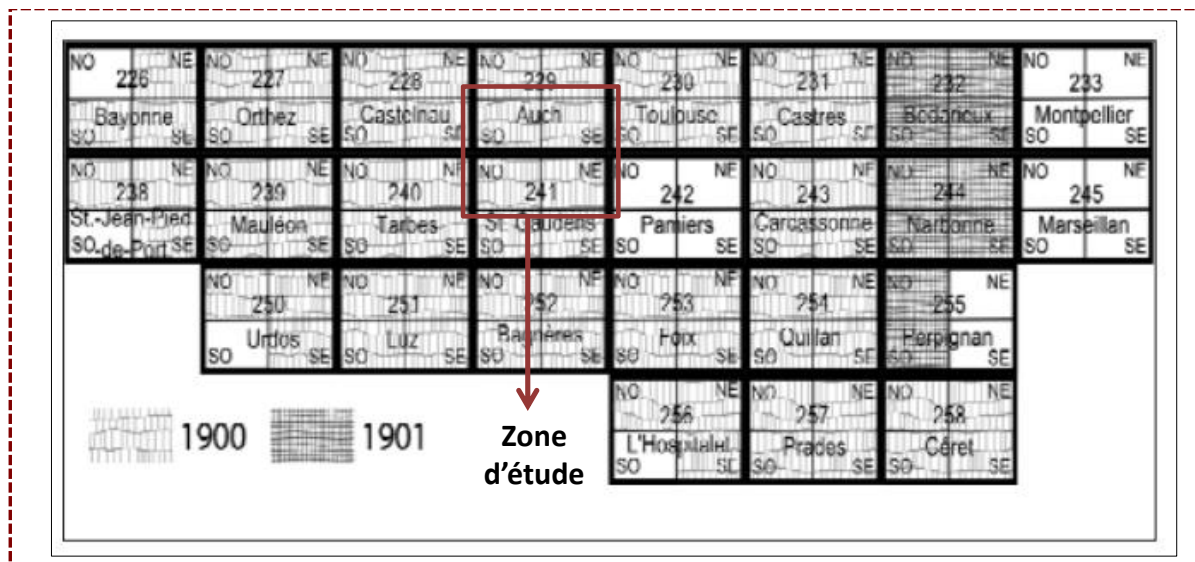 NO NE NO NE NO NE NO NE NO NE NO NE NO NE NO NE
226 227 228 229 230 231 232 233
Bayonne Orthez Castelnau Auch Toulouse Castres Bédarieux Montpellier
SO SE SO SE SO SE SO SE SO SE SO SE SO SE SO SE
NO NE NO NE NO NE NO NE NO NE NO NE NO NE NO NE
238 239 240 241 242 243 244 245
St.-Jean-Pied Mauléon Tarbes St. Gaudens Pamiers Carcassonne Narbonne Marseillan
SO -de-Port SE SO SE SO SE SO SE SO SE SO SE SO SE SO SE
NO NE NO NE NO NE NO NE NO NE NO NE
250 251 252 253 254 255
Urdos Luz Bagnères Foix Quillan Perpignan
SO SE SO SE SO SE SO SE SO SE SO SE
NO NE NO NE NO NE
256 257 258
L'Hospitalet Prades Céret
SO SE SO SE SO SE
1900 1901
Zone
d'étude